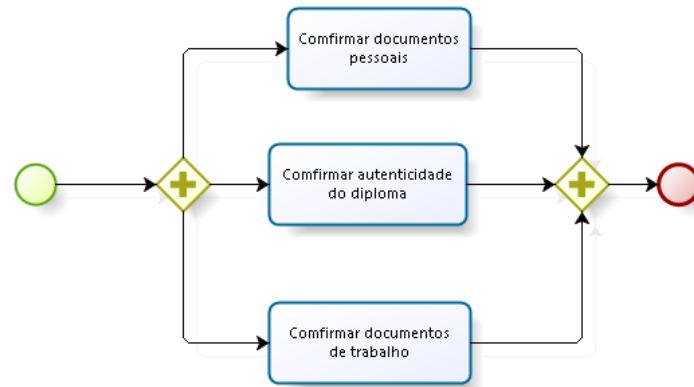 Comfirmar documentos
pessoais
Comfirmar autenticidade
do diploma
Comfirmar documentos
de trabalho